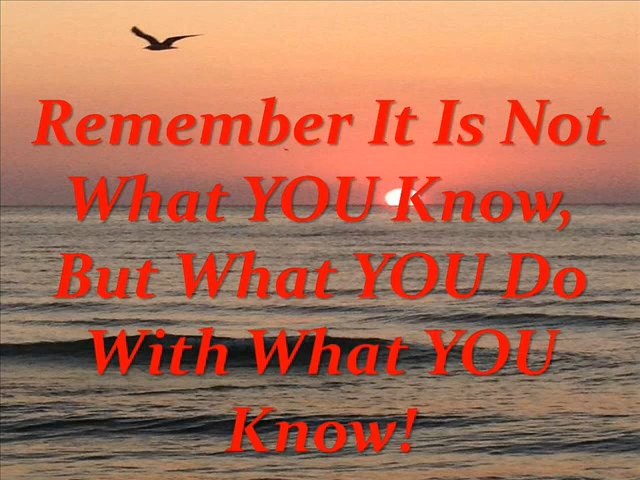 Remember It Is Not
What YOU Know,
But What YOU Do
With What YOU
Know!